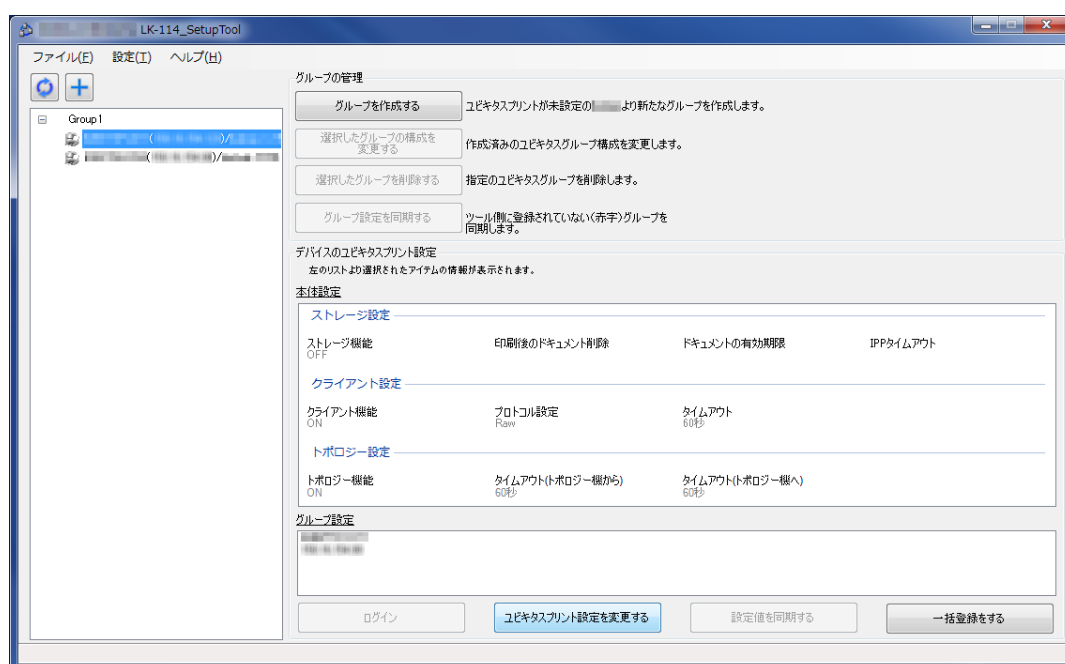 LK-114_SetupTool
ファイル(F) 設定(T) ヘルプ(H)
Group1
グループの管理
グループを作成する
ユビキタスプリントが未設定の より新たなグループを作成します。
選択したグループの構成を
変更する
作成済みのユビキタスグループ構成を変更します。
選択したグループを削除する
指定のユビキタスグループを削除します。
グループ設定を同期する
ツール側に登録されていない(赤字)グループを
同期します。
デバイスのユビキタスプリント設定
左のリストより選択されたアイテムの情報が表示されます。
本体設定
ストレージ設定
ストレージ機能 印刷後のドキュメント削除 ドキュメントの有効期限 IPPタイムアウト
OFF
クライアント設定
クライアント機能 プロトコル設定 タイムアウト
ON Raw 60秒
トポロジー設定
トポロジー機能 タイムアウト(トポロジー機から) タイムアウト(トポロジー機へ)
ON 60秒 60秒
グループ設定
ログイン ユビキタスプリント設定を変更する 設定値を同期する 一括登録をする